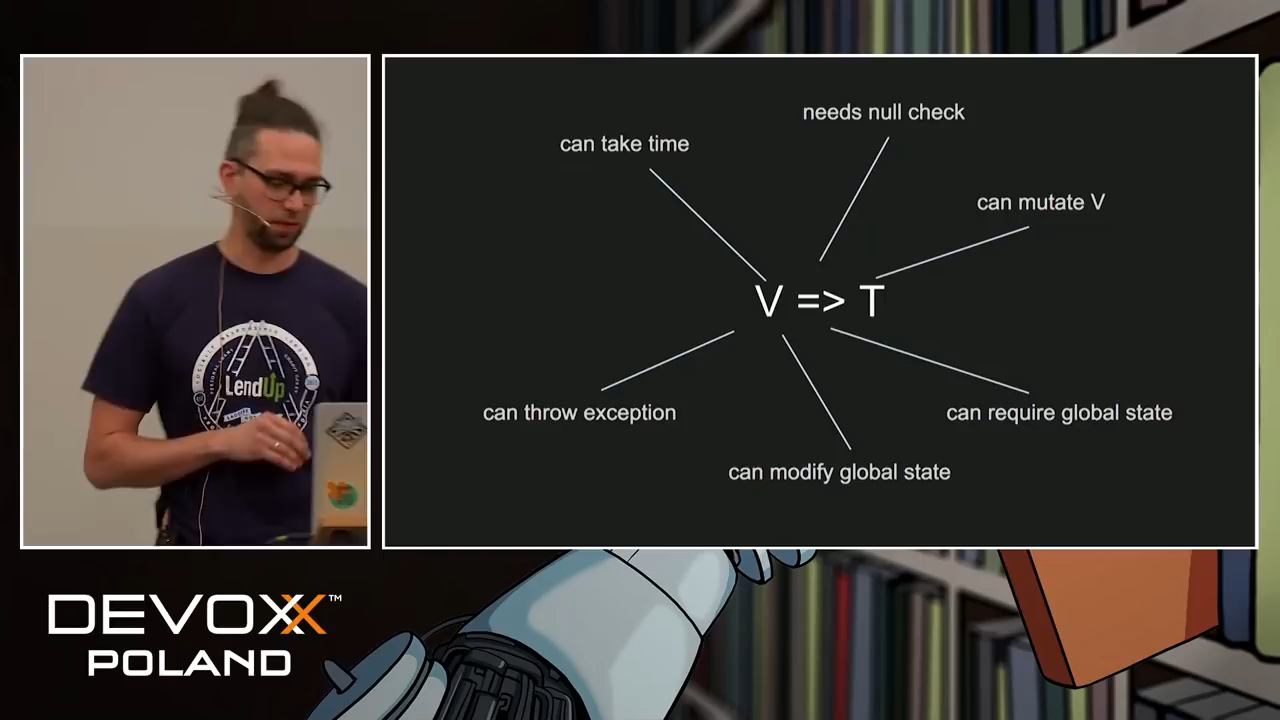 needs null check
can take time
can mutate V
V => T
can throw exception
can require global state
can modify global state
LendUp
DEVOXX™
POLAND